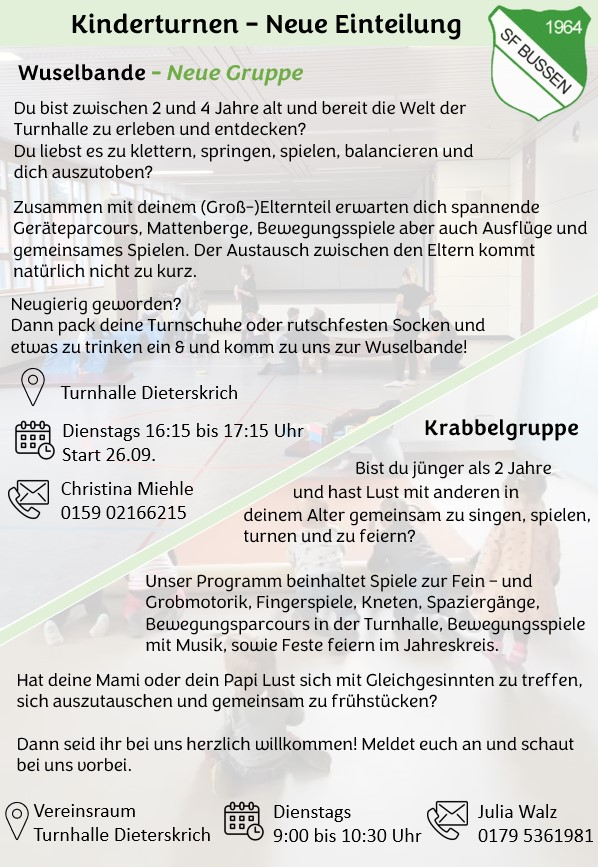 Kinderturnen – Neue Einteilung
1964
SF BUSSEN
Wuselbande – Neue Gruppe
Du bist zwischen 2 und 4 Jahre alt und bereit die Welt der
Turnhalle zu erleben und entdecken?
Du liebst es zu klettern, springen, spielen, balancieren und
dich auszutoben?
Zusammen mit deinem (Groß-)Elternteil erwarten dich spannende
Geräteparcours, Mattenberge, Bewegungsspiele aber auch Ausflüge und
gemeinsames Spielen. Der Austausch zwischen den Eltern kommt
natürlich nicht zu kurz.
Neugierig geworden?
Dann pack deine Turnschuhe oder rutschfesten Socken und
etwas zu trinken ein & und komm zu uns zur Wuselbande!
Turnhalle Dieterskrich
Dienstags 16:15 bis 17:15 Uhr
Start 26.09.
Christina Miehle
0159 02166215
Krabbelgruppe
Bist du jünger als 2 Jahre
und hast Lust mit anderen in
deinem Alter gemeinsam zu singen, spielen,
turnen und zu feiern?
Unser Programm beinhaltet Spiele zur Fein – und
Grobmotorik, Fingerspiele, Kneten, Spaziergänge,
Bewegungsparcours in der Turnhalle, Bewegungsspiele
mit Musik, sowie Feste feiern im Jahreskreis.
Hat deine Mami oder dein Papi Lust sich mit Gleichgesinnten zu treffen,
sich auszutauschen und gemeinsam zu frühstücken?
Dann seid ihr bei uns herzlich willkommen! Meldet euch an und schaut
bei uns vorbei.
Vereinsraum
Turnhalle Dieterskrich
Dienstags
9:00 bis 10:30 Uhr
Julia Walz
0179 5361981